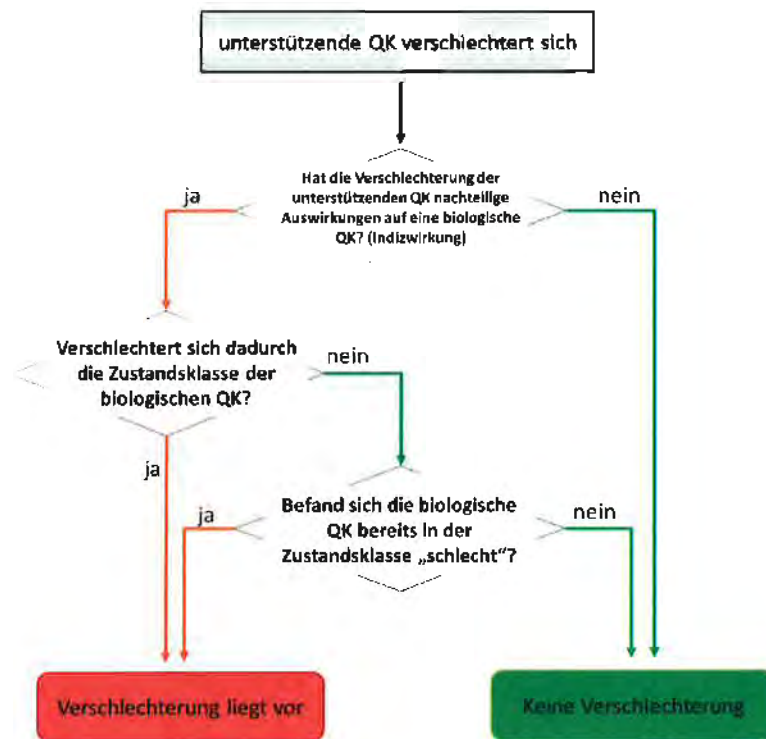 unterstützende QK verschlechtert sich
Hat die Verschlechterung der
unterstützenden QK nachteilige
Auswirkungen auf eine biologische
QK? (Indizwirkung)
ja
nein
Verschlechtert sich dadurch
die Zustandsklasse der
biologischen QK?
nein
ja
Befand sich die biologische
QK bereits in der
Zustandsklasse „schlecht“?
ja
nein
Verschlechterung liegt vor
Keine Verschlechterung